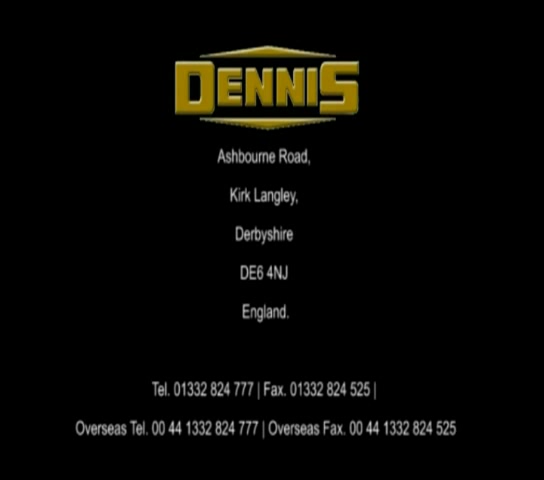 DENNIS
Ashbourne Road,
Kirk Langley,
Derbyshire
DE6 4NJ
England.
Tel. 01332 824 777 | Fax. 01332 824 525 |
Overseas Tel. 00 44 1332 824 777 | Overseas Fax. 00 44 1332 824 525